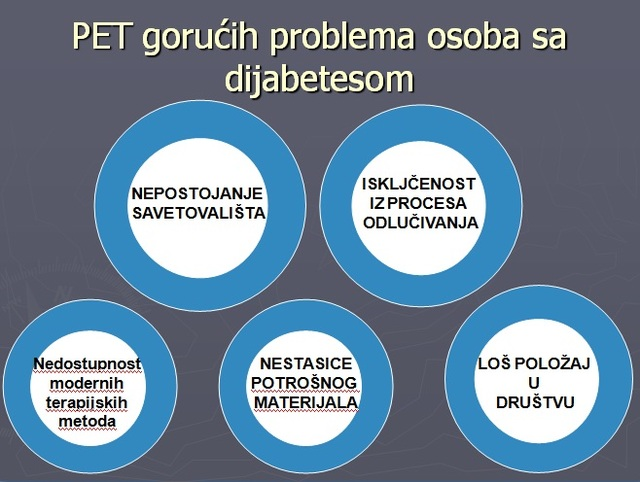 PET gorućih problema osoba sa
dijabetesom
NEPOSTOJANJE
SAVETOVALIŠTA
ISKLJČENOST
IZ PROCESA
ODLUČIVANJA
Nedostupnost
modernih
terapijskih
metoda
NESTASICE
POTROŠNOG
MATERIJALA
LOŠ POLOŽAJ
U
DRUŠTVU